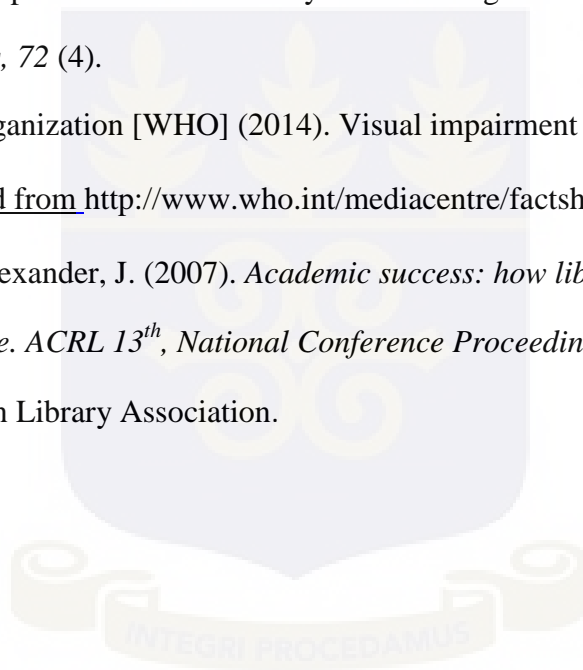 , 72 (4).
ganization [WHO] (2014). Visual impairment
d from http://www.who.int/mediacentre/factsh
exander, J. (2007). Academic success: how lib
e. ACRL 13th, National Conference Proceedin
n Library Association.
INTEGRI PROCEDAMUS